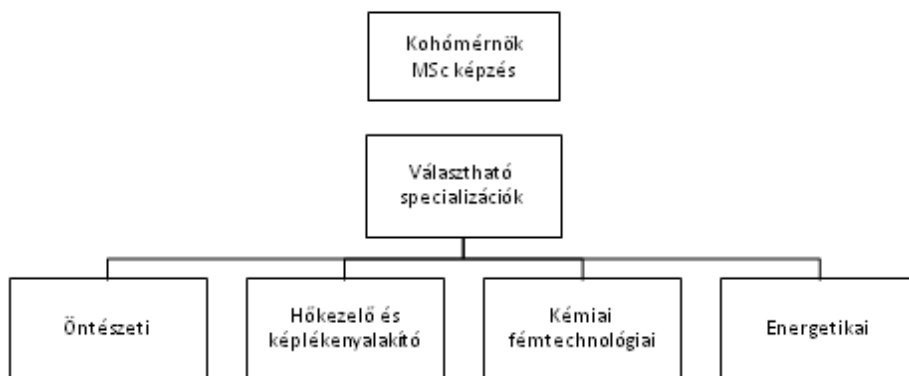 Kohómérnök
MSc képzés
Választható
specializációk
Öntészeti
Hőkezelő és
képlékenyalakító
Kémiai
fémtechnológiai
Energetikai